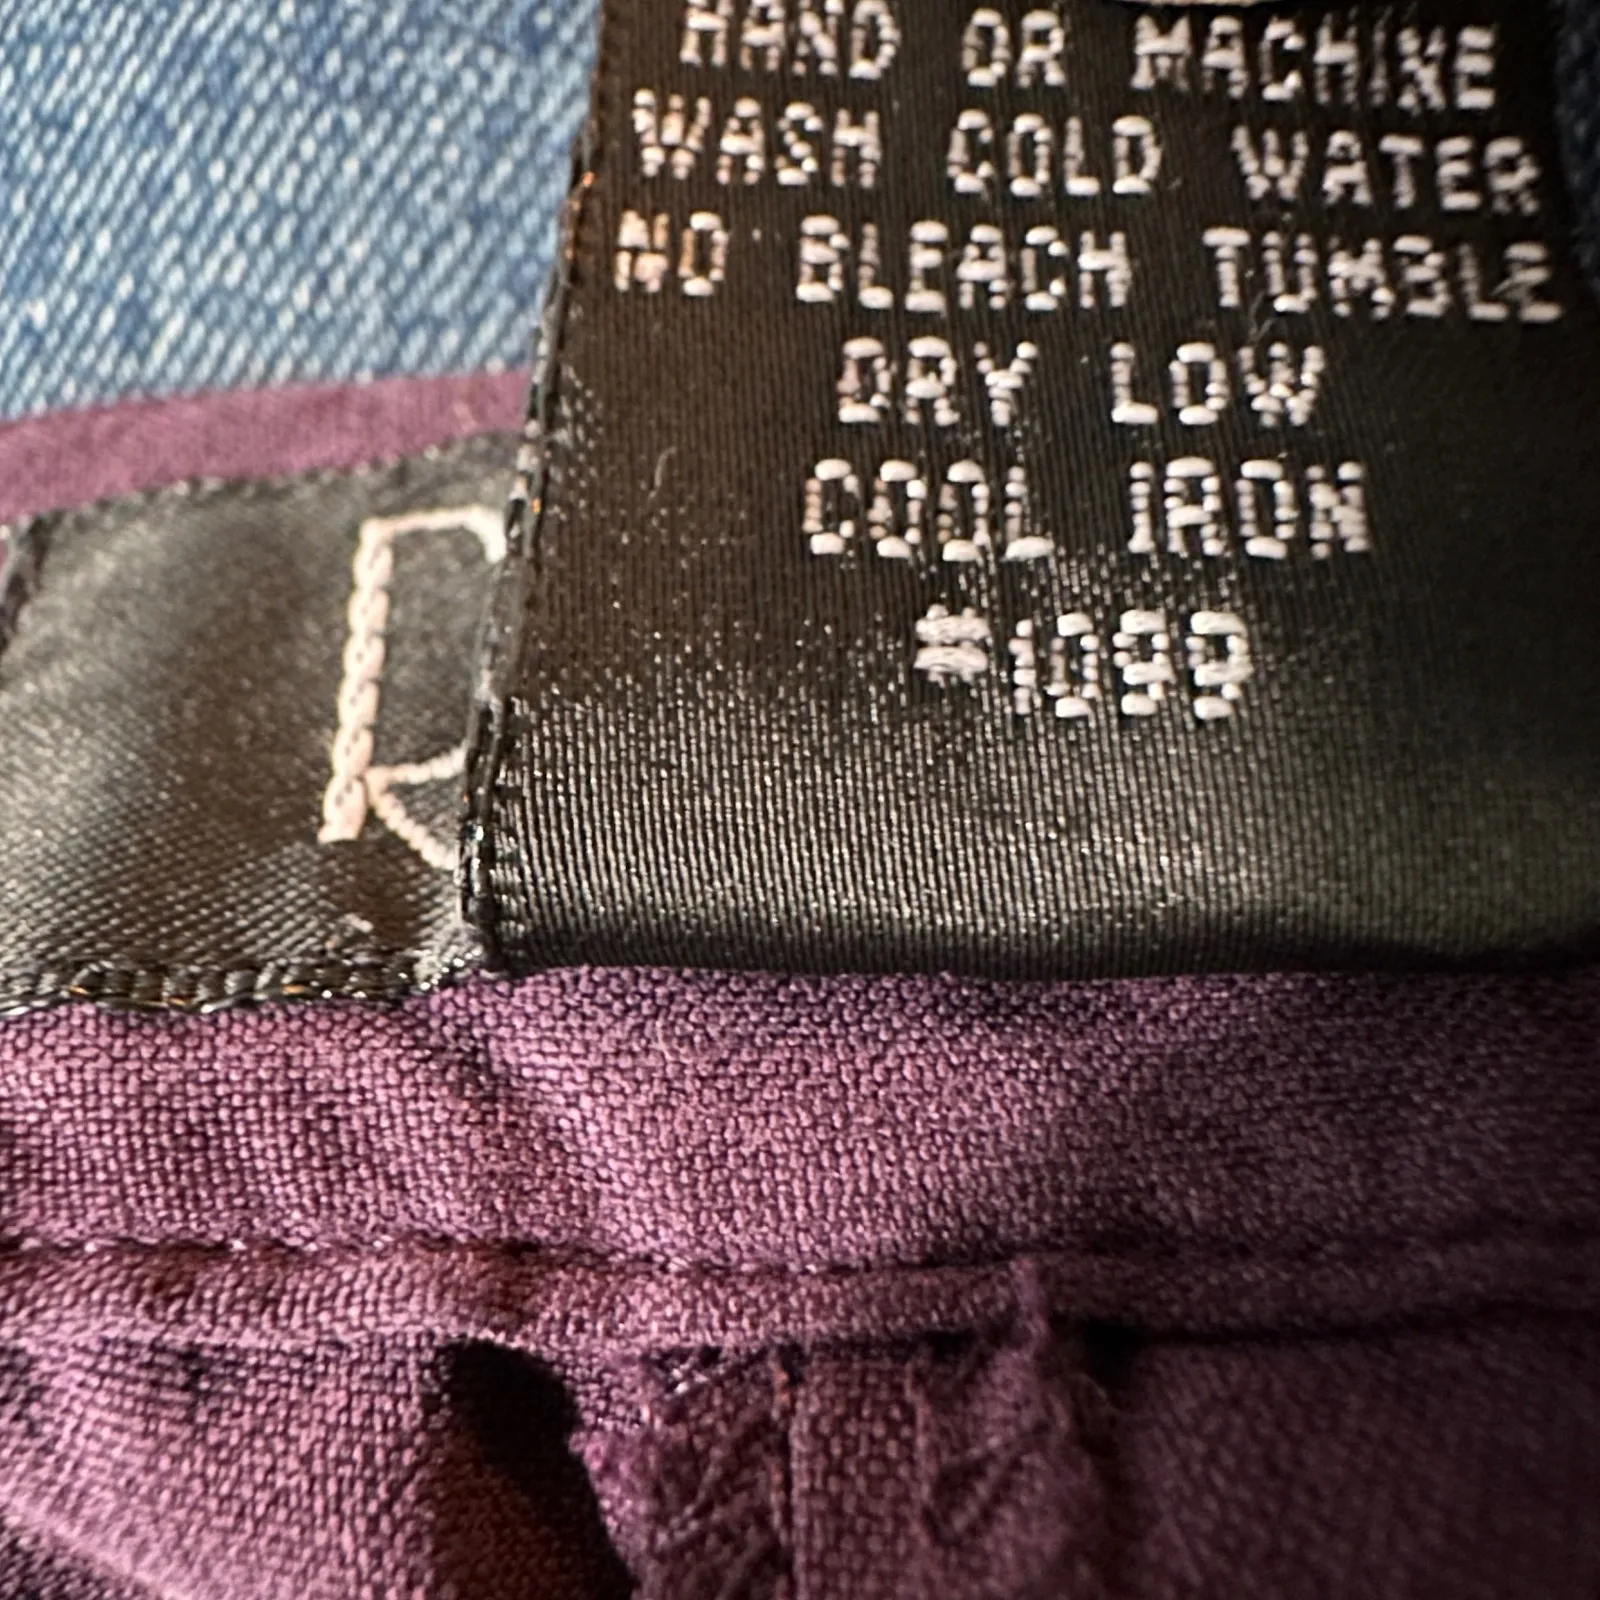 HAND OR MACHINE
WASH COLD WATER
NO BLEACH TUMBLE
DRY LOW
COOL IRON
R